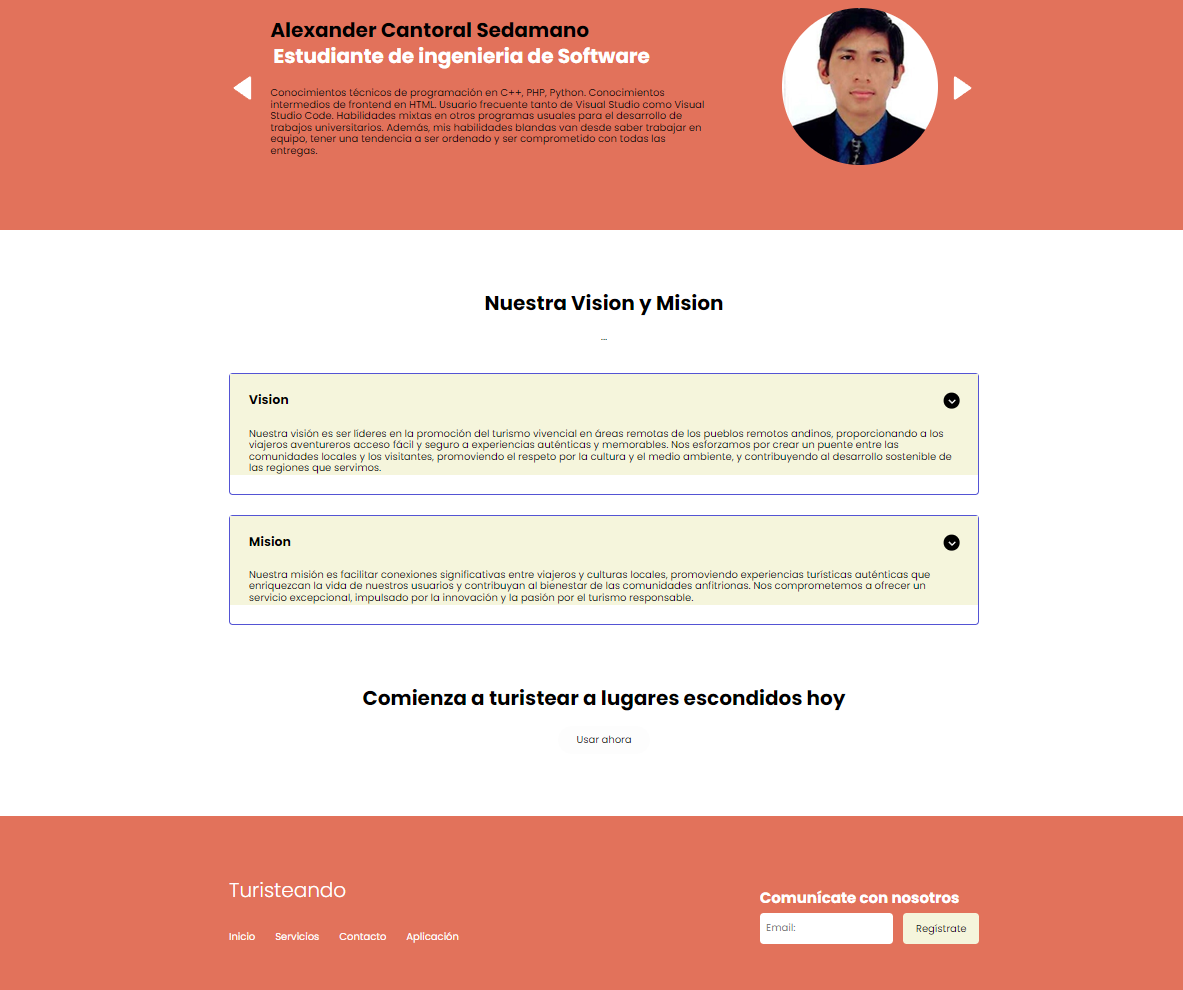 Alexander Cantoral Sedamano
Estudiante de ingenieria de Software
Conocimientos técnicos de programación en C++, PHP, Python. Conocimientos
intermedios de frontend en HTML. Usuario frecuente tanto de Visual Studio como Visual
Studio Code. Habilidades mixtas en otros programas usuales para el desarrollo de
trabajos universitarios. Además, mis habilidades blandas van desde saber trabajar en
equipo, tener una tendencia a ser ordenado y ser comprometido con todas las
entregas.
Nuestra Vision y Mision
...
Vision
Nuestra visión es ser líderes en la promoción del turismo vivencial en áreas remotas de los pueblos remotos andinos, proporcionando a los
viajeros aventureros acceso fácil y seguro a experiencias auténticas y memorables. Nos esforzamos por crear un puente entre las
comunidades locales y los visitantes, promoviendo el respeto por la cultura y el medio ambiente, y contribuyendo al desarrollo sostenible de
las regiones que servimos.
Mision
Nuestra misión es facilitar conexiones significativas entre viajeros y culturas locales, promoviendo experiencias turísticas auténticas que
enriquezcan la vida de nuestros usuarios y contribuyan al bienestar de las comunidades anfitrionas. Nos comprometemos a ofrecer un
servicio excepcional, impulsado por la innovación y la pasión por el turismo responsable.
Comienza a turistear a lugares escondidos hoy
Usar ahora
Turisteando
Inicio Servicios Contacto Aplicación
Comunícate con nosotros
Email:
Regístrate